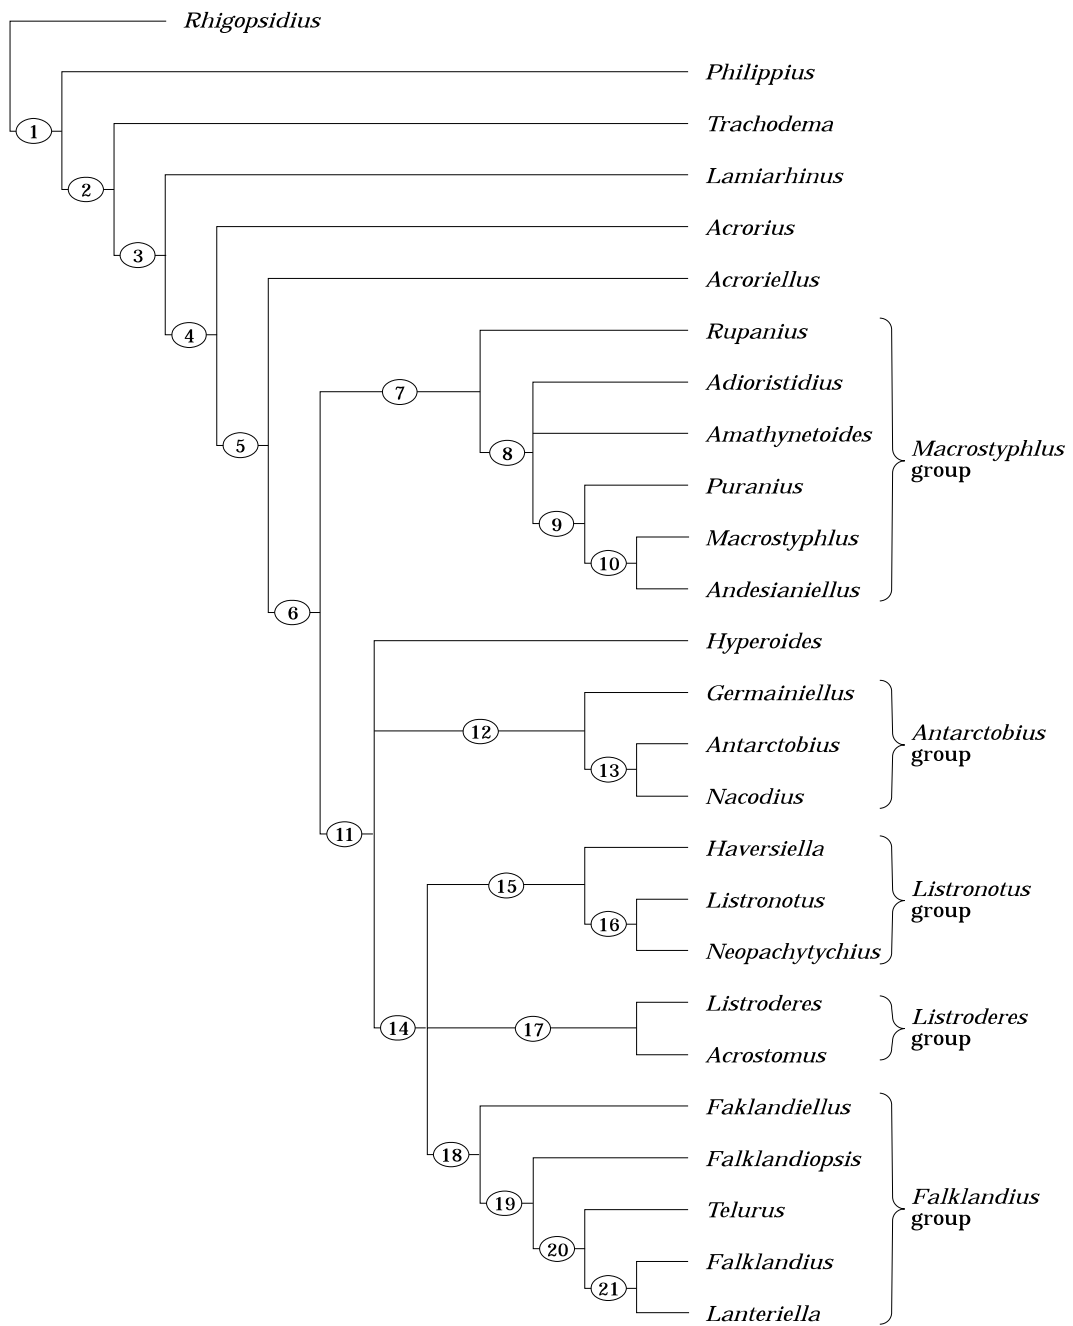 Rhigopsidius
Philippius
Trachodema
1
Lamiarhinus
2
Acrorius
3
Acroriellus
4
Rupanius
Adioristidius
7
Amathynetoides
5
8
Macrostyphlus
group
Puranius
9
Macrostyphlus
10
Andesianiellus
6
Hyperoides
Germainiellus
12
Antarctobius
Antarctobius
group
13
Nacodius
11
Haversiella
15
Listronotus
Listronotus
group
16
Neopachytychius
Listroderes
14
17
Listroderes
group
Acrostomus
Faklandiellus
18
Falklandiopsis
19
Telurus
Falklandius
group
20
Falklandius
21
Lanteriella